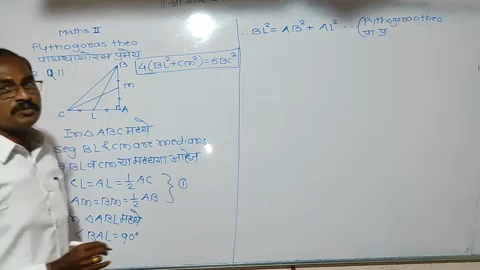 Maths II
Pythagoras theo
पायथागोरस प्रमेय
Q 11
4(BL²+CM²)=5BC²
B
M
C L A
In △ ABC मध्ये
seg BL & CM are medians
BL व CM या मध्यगा आहेत
CL=AL=½ AC
AM=BM=½ AB } ①
△ ABL मध्ये
BAL=90°
∴ BL² = AB² + AL² -- (Pythagoras theo
पा. प्र.